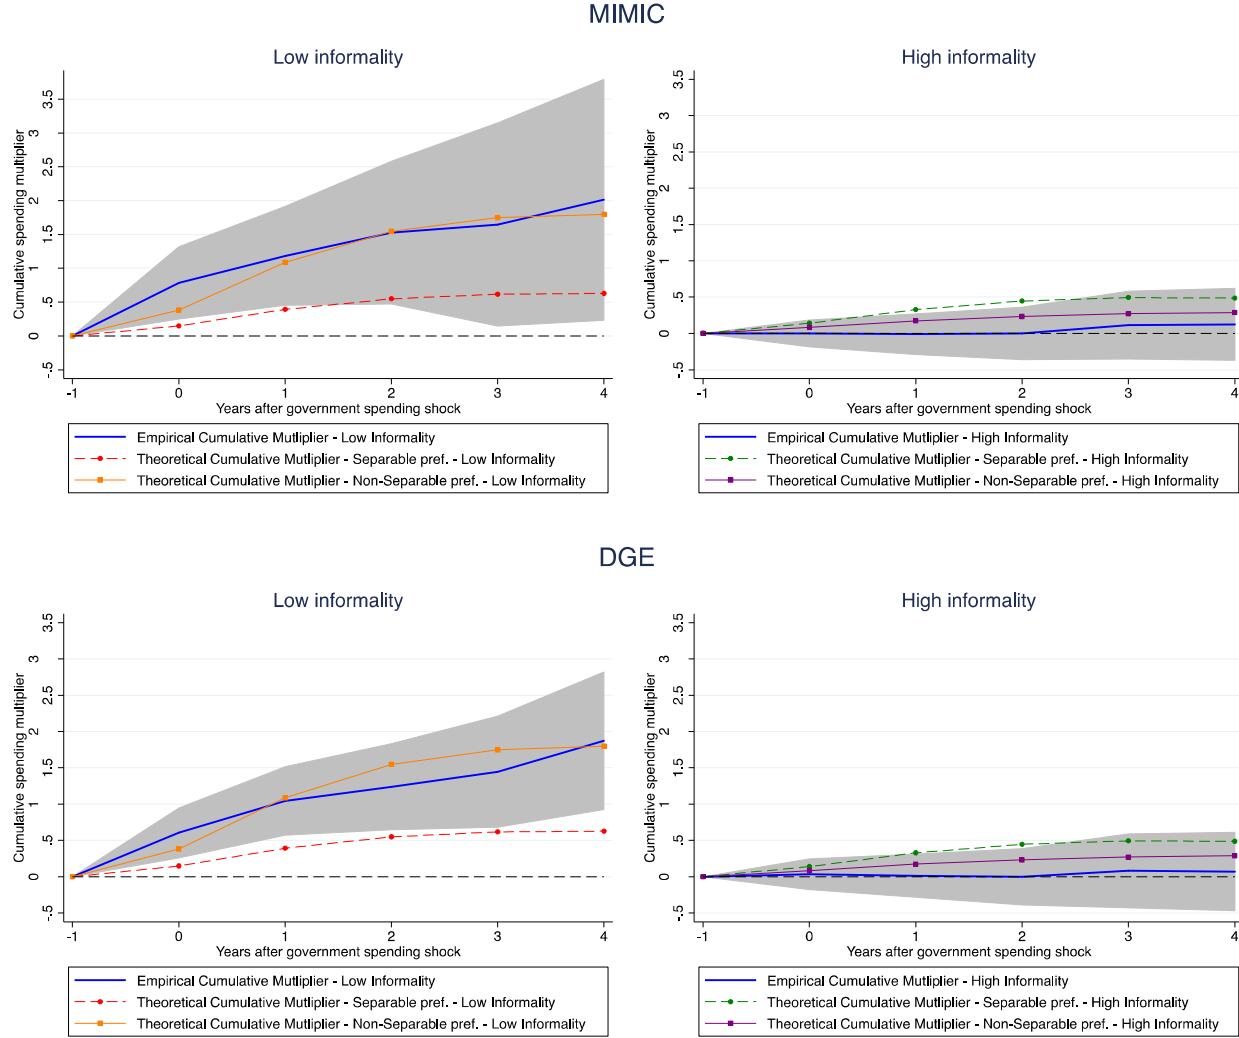 MIMIC
Low informality
Cumulative spending multiplier
3.5
3
2.5
2
1.5
1
.5
0
-.5
-1 0 1 2 3 4
Years after government spending shock
Empirical Cumulative Mutliplier - Low Informality
Theoretical Cumulative Mutliplier - Separable pref. - Low Informality
Theoretical Cumulative Mutliplier - Non-Separable pref. - Low Informality
High informality
Cumulative spending multiplier
3.5
3
2.5
2
1.5
1
.5
0
-.5
-1 0 1 2 3 4
Years after government spending shock
Empirical Cumulative Mutliplier - High Informality
Theoretical Cumulative Mutliplier - Separable pref. - High Informality
Theoretical Cumulative Mutliplier - Non-Separable pref. - High Informality
DGE
Low informality
Cumulative spending multiplier
3.5
3
2.5
2
1.5
1
.5
0
-.5
-1 0 1 2 3 4
Years after government spending shock
Empirical Cumulative Mutliplier - Low Informality
Theoretical Cumulative Mutliplier - Separable pref. - Low Informality
Theoretical Cumulative Mutliplier - Non-Separable pref. - Low Informality
High informality
Cumulative spending multiplier
3.5
3
2.5
2
1.5
1
.5
0
-.5
-1 0 1 2 3 4
Years after government spending shock
Empirical Cumulative Mutliplier - High Informality
Theoretical Cumulative Mutliplier - Separable pref. - High Informality
Theoretical Cumulative Mutliplier - Non-Separable pref. - High Informality